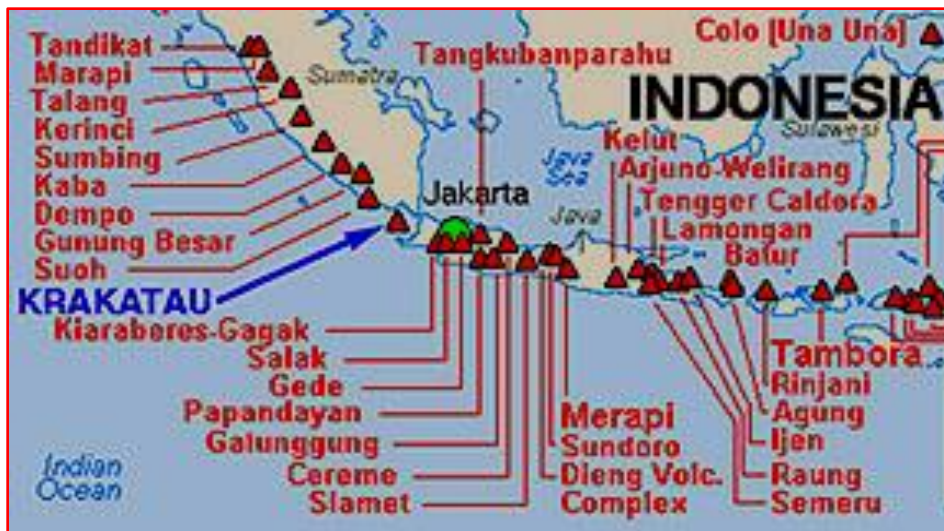 Tandikat
Marapi
Talang
Kerinci
Sumbing
Kaba
Dempo
Gunung Besar
Suoh
KRAKATAU
Kiaraberes-Gagak
Salak
Gede
Papandayan
Galunggung
Cereme
Slamet
Indian
Ocean
Sumatra
Tangkubanparahu
Jakarta
Java
Sea
Java
Colo [Una Una]
INDONESIA
Sulawesi
Kelut
Arjuno-Welirang
Tengger Caldora
Lamongan
Batur
Merapi
Sundoro
Dieng Volc.
Complex
Tambora
Rinjani
Agung
Ijen
Raung
Semeru